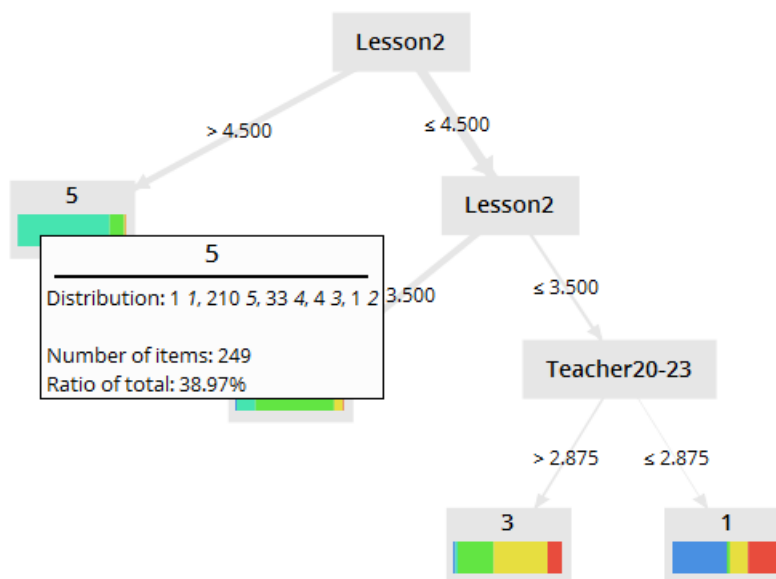 Lesson2
> 4.500
≤ 4.500
5
Lesson2
5
Distribution: 1 1, 210 5, 33 4, 4 3, 1 2
3.500
≤ 3.500
Number of items: 249
Ratio of total: 38.97%
Teacher20-23
> 2.875
≤ 2.875
3
1